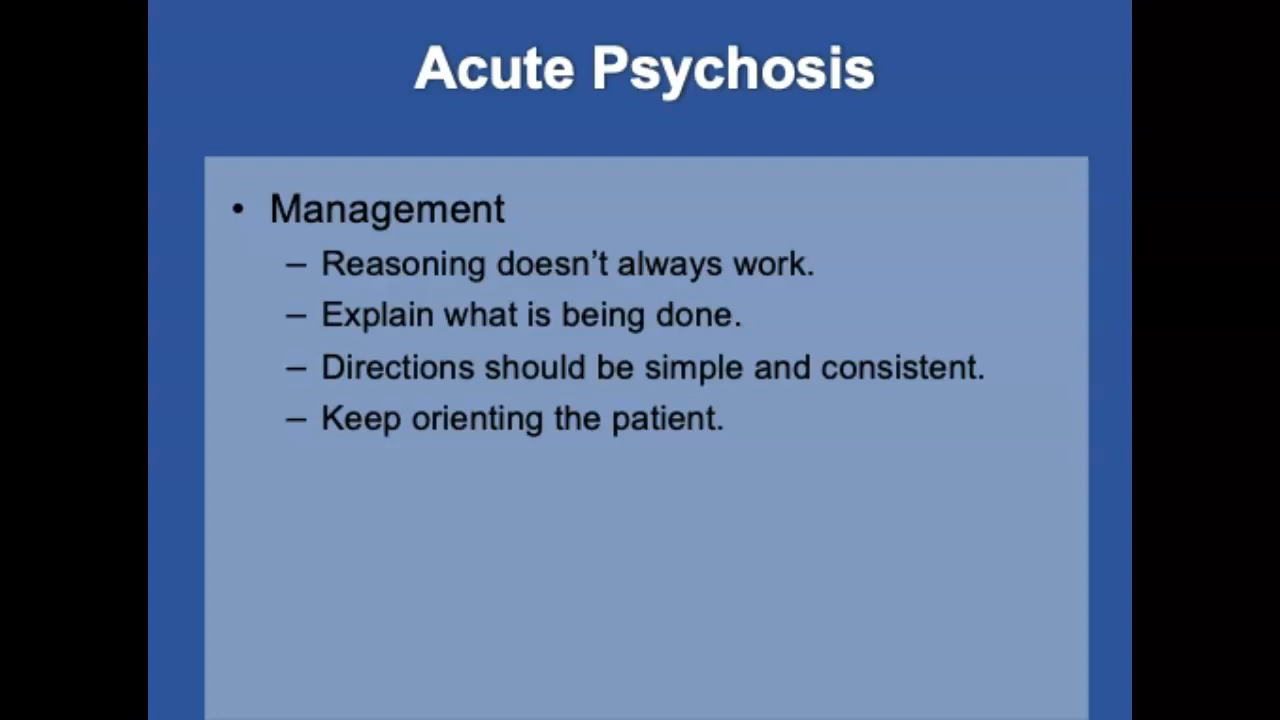 Acute Psychosis
• Management
– Reasoning doesn’t always work.
– Explain what is being done.
– Directions should be simple and consistent.
– Keep orienting the patient.